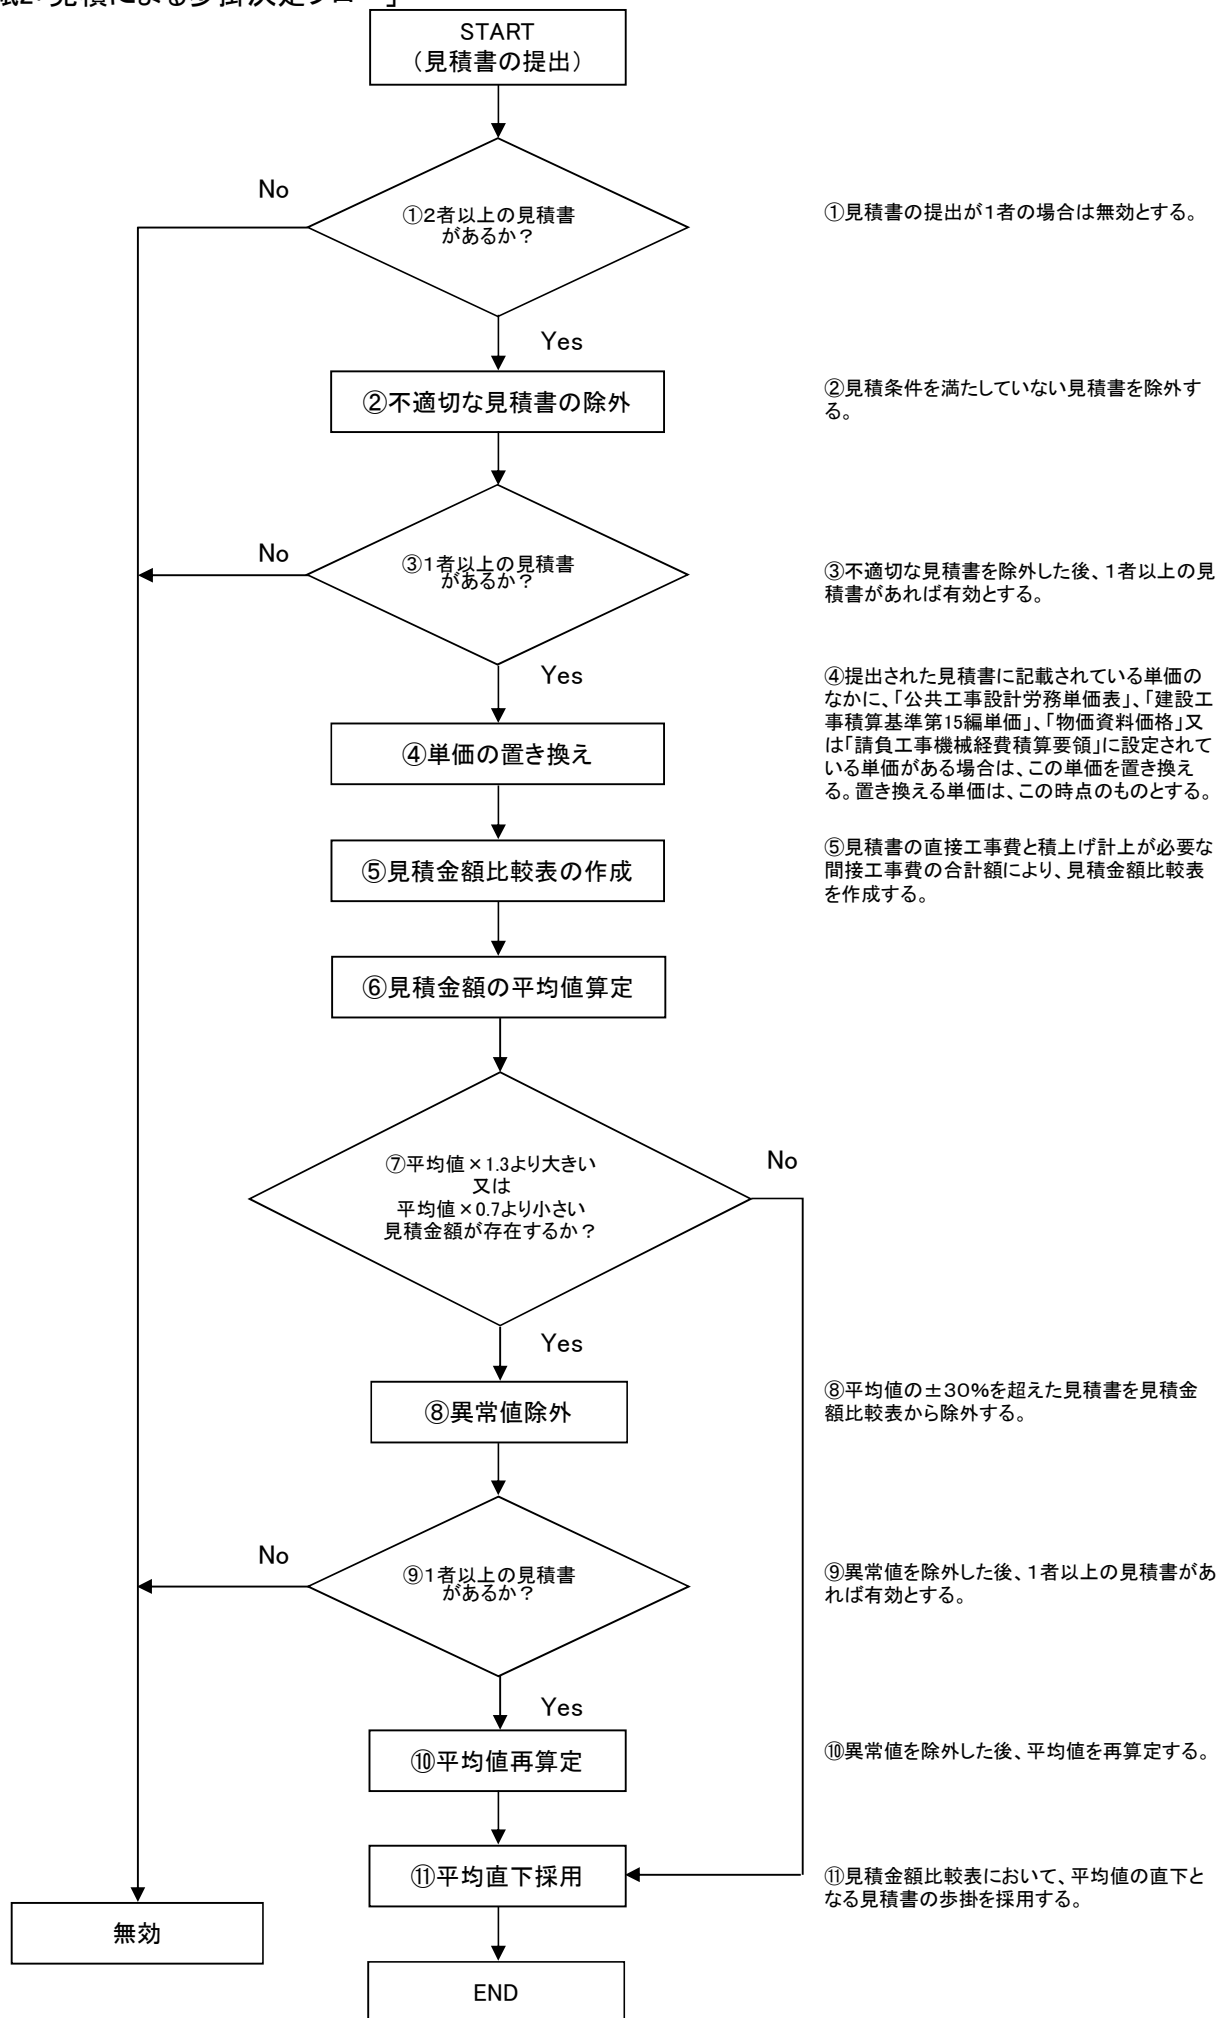 START
（見積書の提出）
No
①２者以上の見積書
があるか？
①見積書の提出が１者の場合は無効とする。
Yes
②不適切な見積書の除外
②見積条件を満たしていない見積書を除外す
る。
No
③１者以上の見積書
があるか？
③不適切な見積書を除外した後、１者以上の見
積書があれば有効とする。
Yes
④単価の置き換え
④提出された見積書に記載されている単価の
なかに、「公共工事設計労務単価表」、「建設工
事積算基準第15編単価」、「物価資料価格」又
は「請負工事機械経費積算要領」に設定されて
いる単価がある場合は、この単価を置き換え
る。置き換える単価は、この時点のものとする。
⑤見積金額比較表の作成
⑤見積書の直接工事費と積上げ計上が必要な
間接工事費の合計額により、見積金額比較表
を作成する。
⑥見積金額の平均値算定
⑦平均値×1.3より大きい
又は
平均値×0.7より小さい
見積金額が存在するか？
No
Yes
⑧異常値除外
⑧平均値の±３０％を超えた見積書を見積金
額比較表から除外する。
No
⑨１者以上の見積書
があるか？
⑨異常値を除外した後、１者以上の見積書があ
れば有効とする。
Yes
⑩平均値再算定
⑩異常値を除外した後、平均値を再算定する。
⑪平均直下採用
⑪見積金額比較表において、平均値の直下と
なる見積書の歩掛を採用する。
無効
END